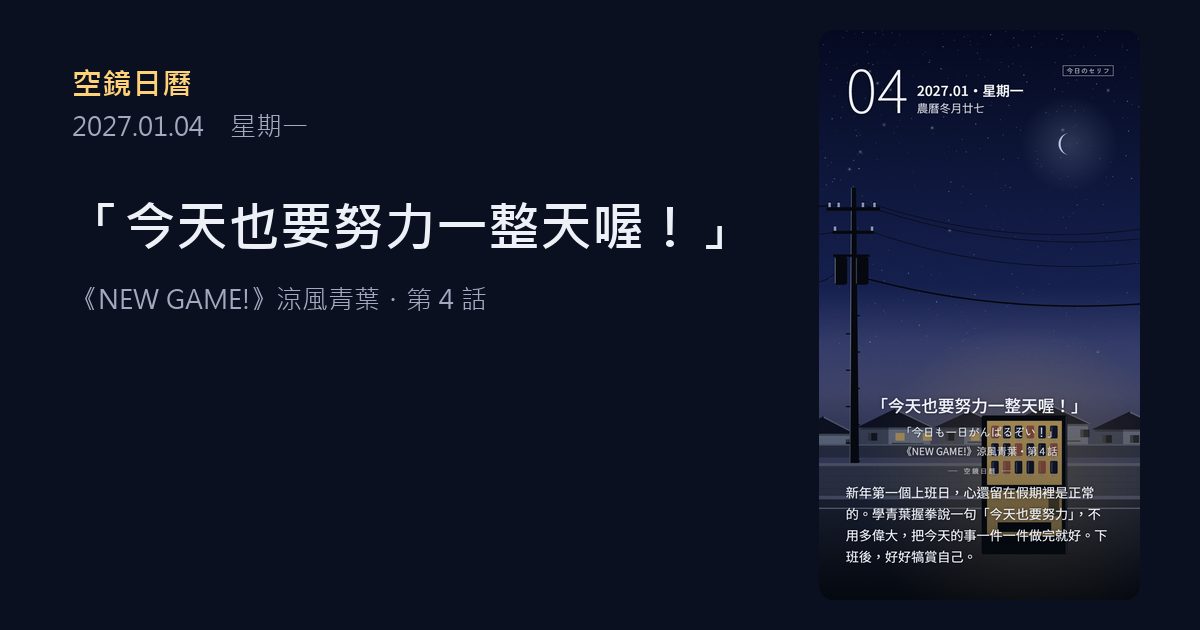 空鏡日曆
2027.01.04 星期一
「今天也要努力一整天喔！」
《NEW GAME!》涼風青葉・第 4 話
今日のセリフ
04
2027.01・星期一
農曆冬月廿七
「今天也要努力一整天喔！」
「今日も一日がんばるぞい！」
《NEW GAME!》涼風青葉・第 4 話
— 空鏡日曆 —
新年第一個上班日，心還留在假期裡是正常
的。學青葉握拳說一句「今天也要努力」，不
用多偉大，把今天的事一件一件做完就好。下
班後，好好犒賞自己。